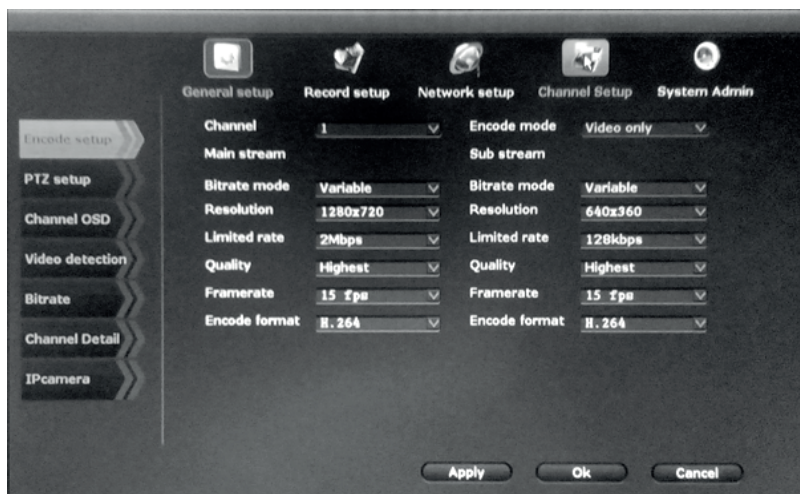 General setup Record setup Network setup Channel Setup System Admin
Encode setup
PTZ setup
Channel OSD
Video detection
Bitrate
Channel Detail
IPcamera
Channel 1 Encode mode Video only
Main stream Sub stream
Bitrate mode Variable Bitrate mode Variable
Resolution 1280x720 Resolution 640x360
Limited rate 2Mbps Limited rate 128kbps
Quality Highest Quality Highest
Framerate 15 fps Framerate 15 fps
Encode format H.264 Encode format H.264
Apply Ok Cancel